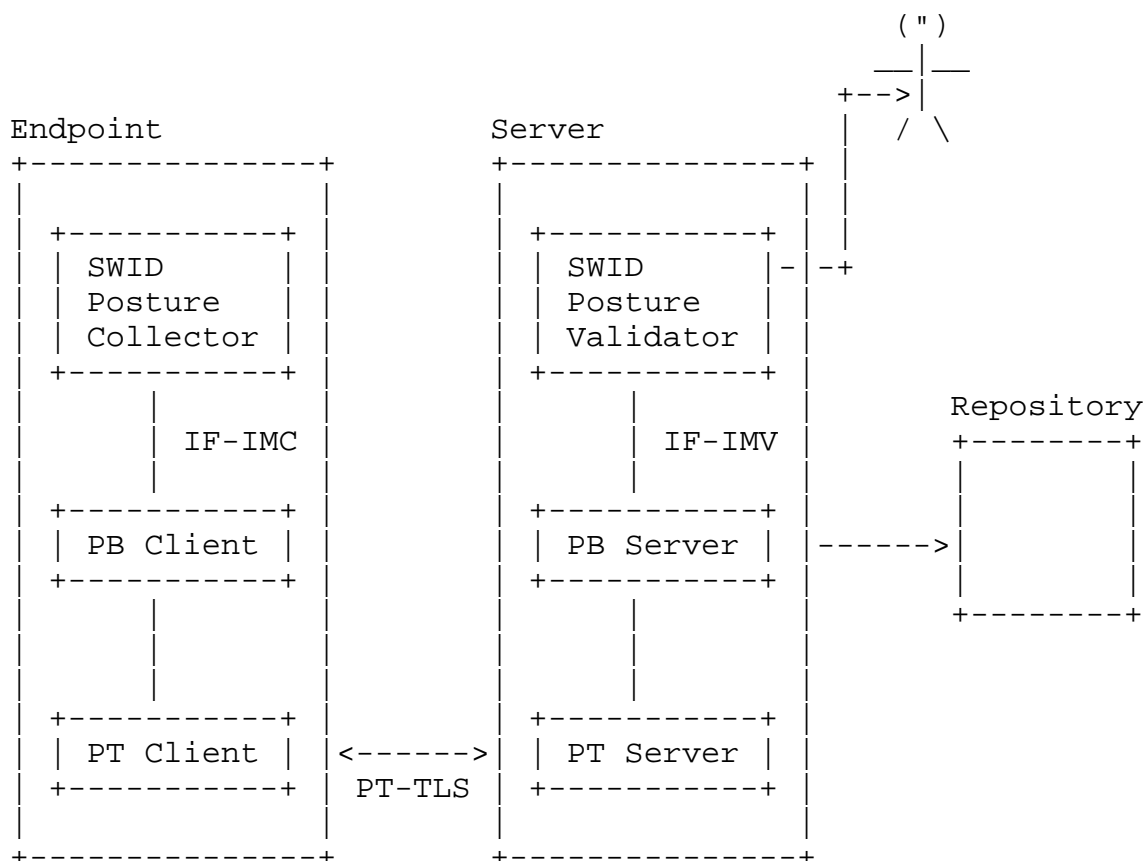 Endpoint
Server
SWID
Posture
Collector
SWID
Posture
Validator
Repository
IF-IMC
IF-IMV
PB Client
PB Server
PT Client
PT Server
PT-TLS